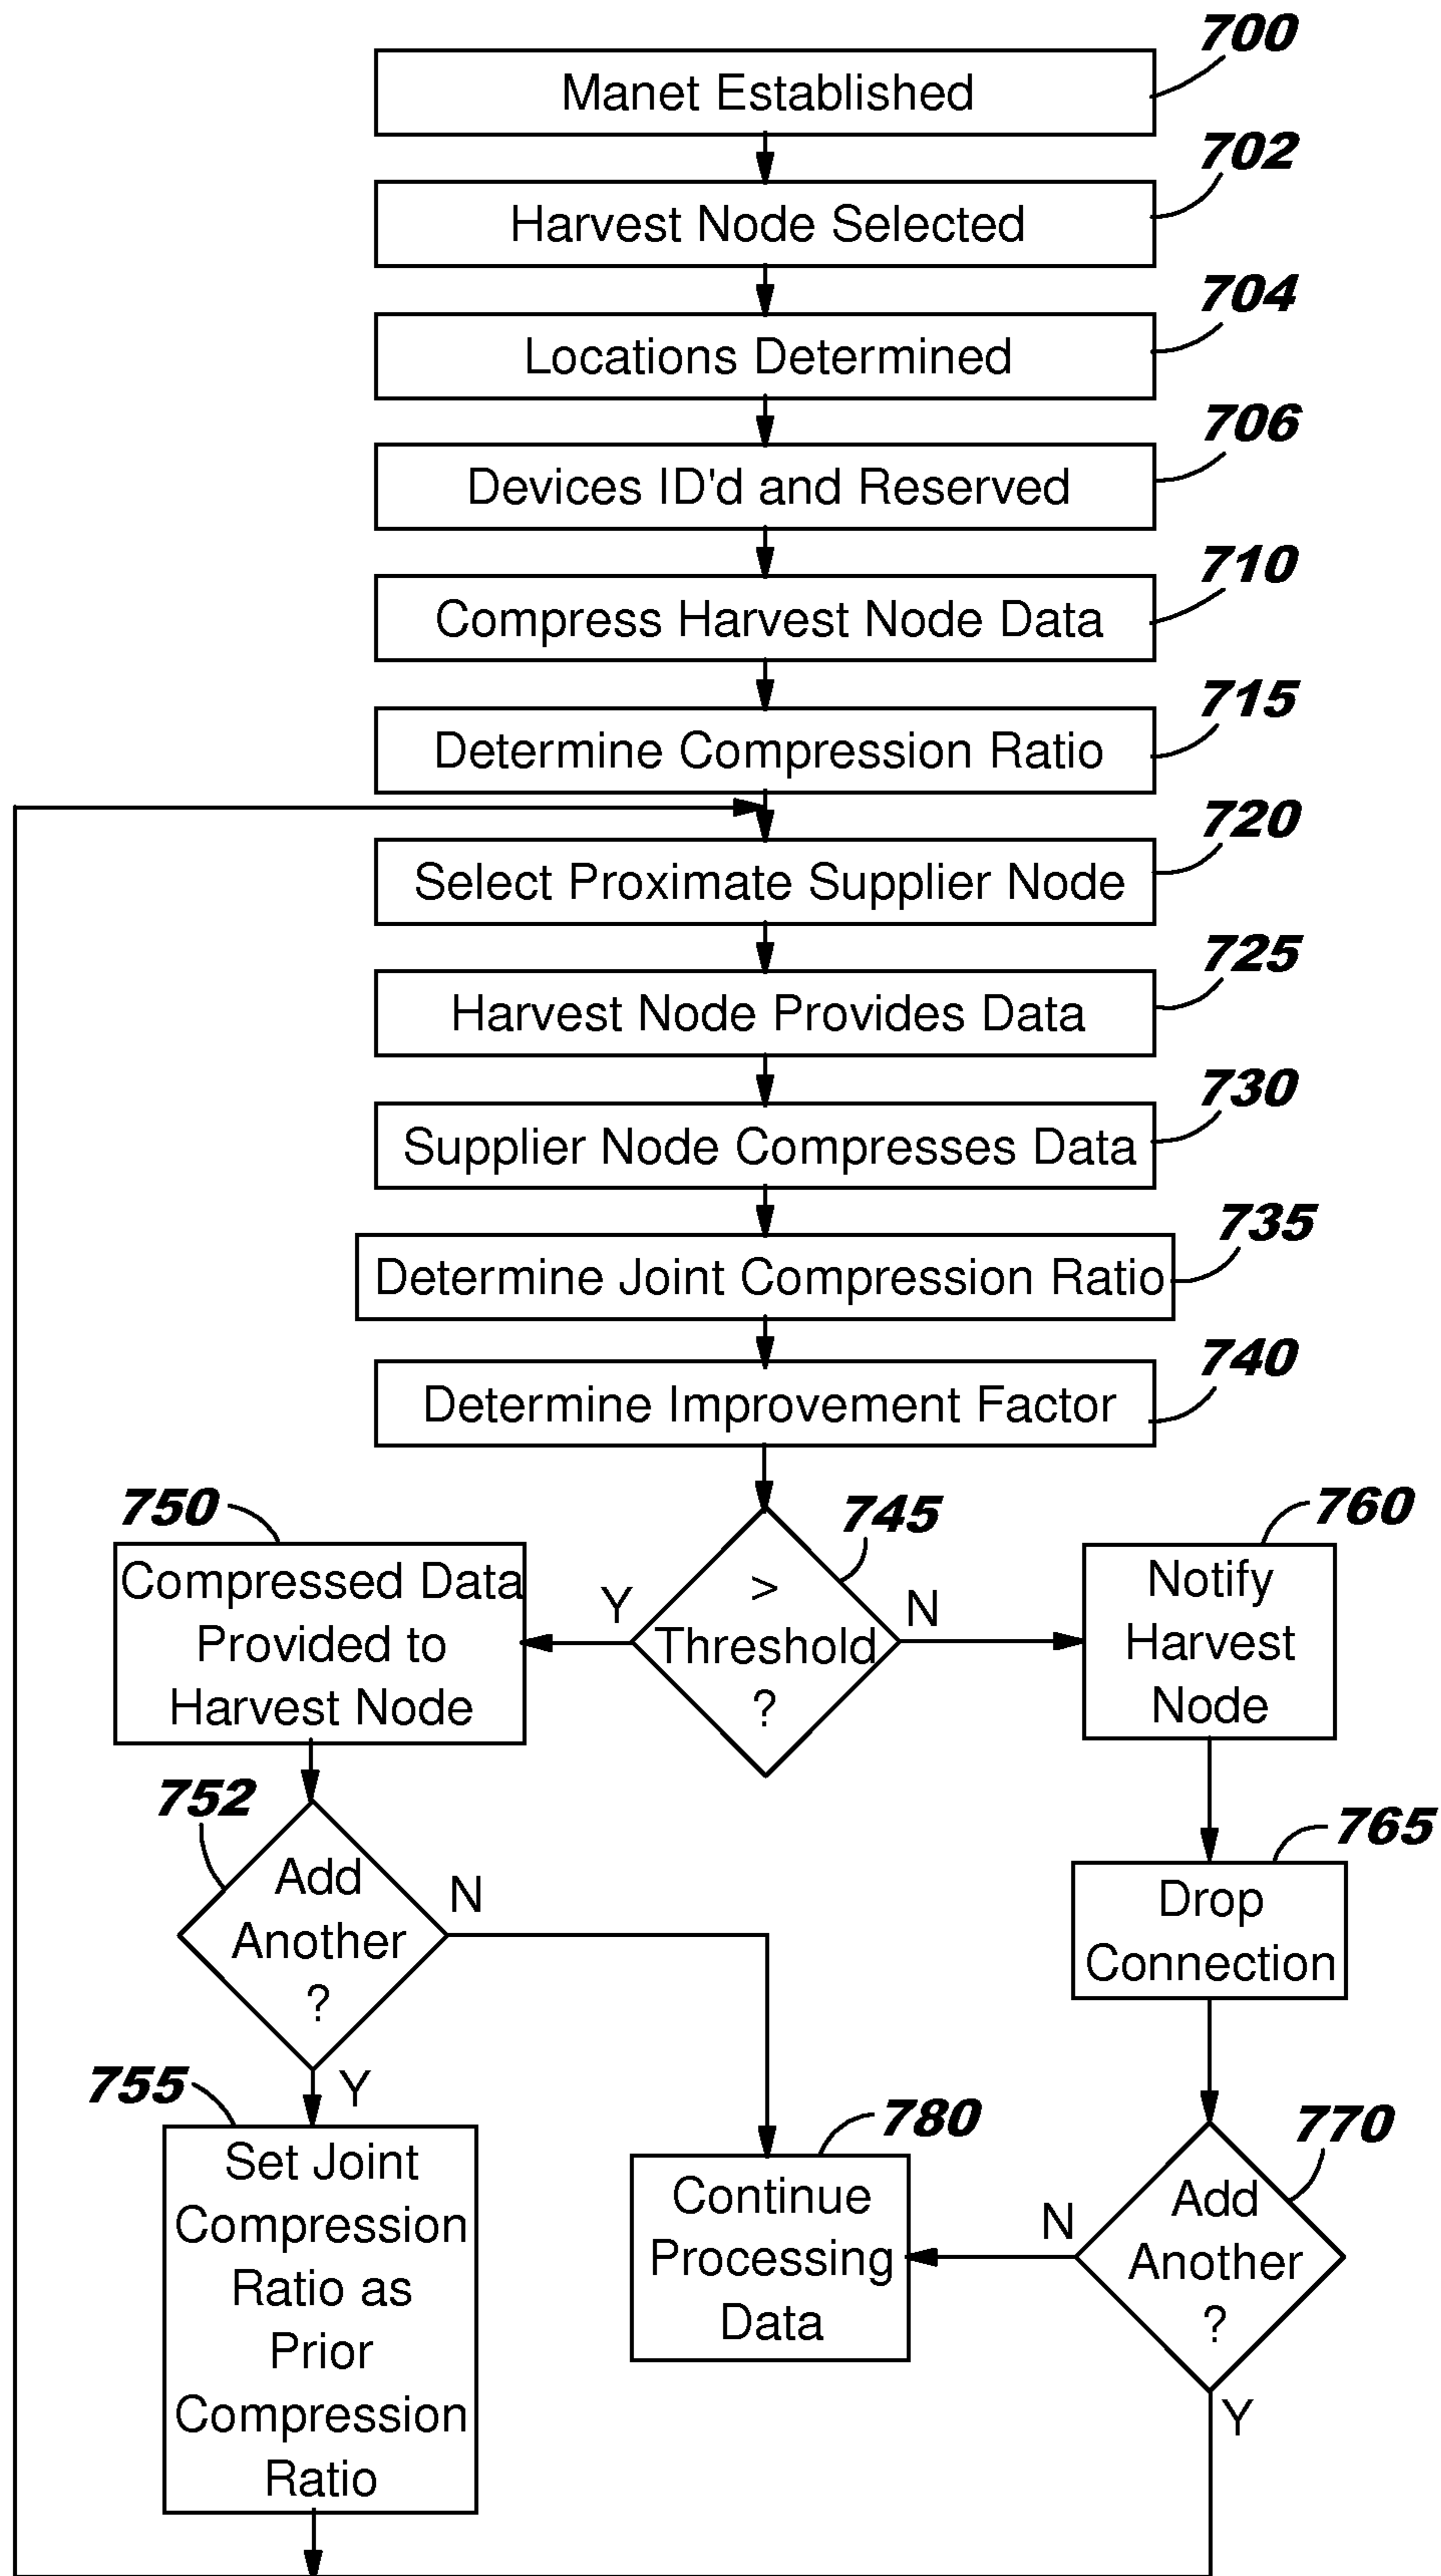 700
Manet Established
702
Harvest Node Selected
704
Locations Determined
706
Devices ID'd and Reserved
710
Compress Harvest Node Data
715
Determine Compression Ratio
720
Select Proximate Supplier Node
725
Harvest Node Provides Data
730
Supplier Node Compresses Data
735
Determine Joint Compression Ratio
740
Determine Improvement Factor
750
Compressed Data
Provided to
Harvest Node
745
>
Threshold
?
Y
N
760
Notify
Harvest
Node
752
Add
Another
?
N
Y
765
Drop
Connection
755
Set Joint
Compression
Ratio as
Prior
Compression
Ratio
780
Continue
Processing
Data
770
Add
Another
?
N
Y